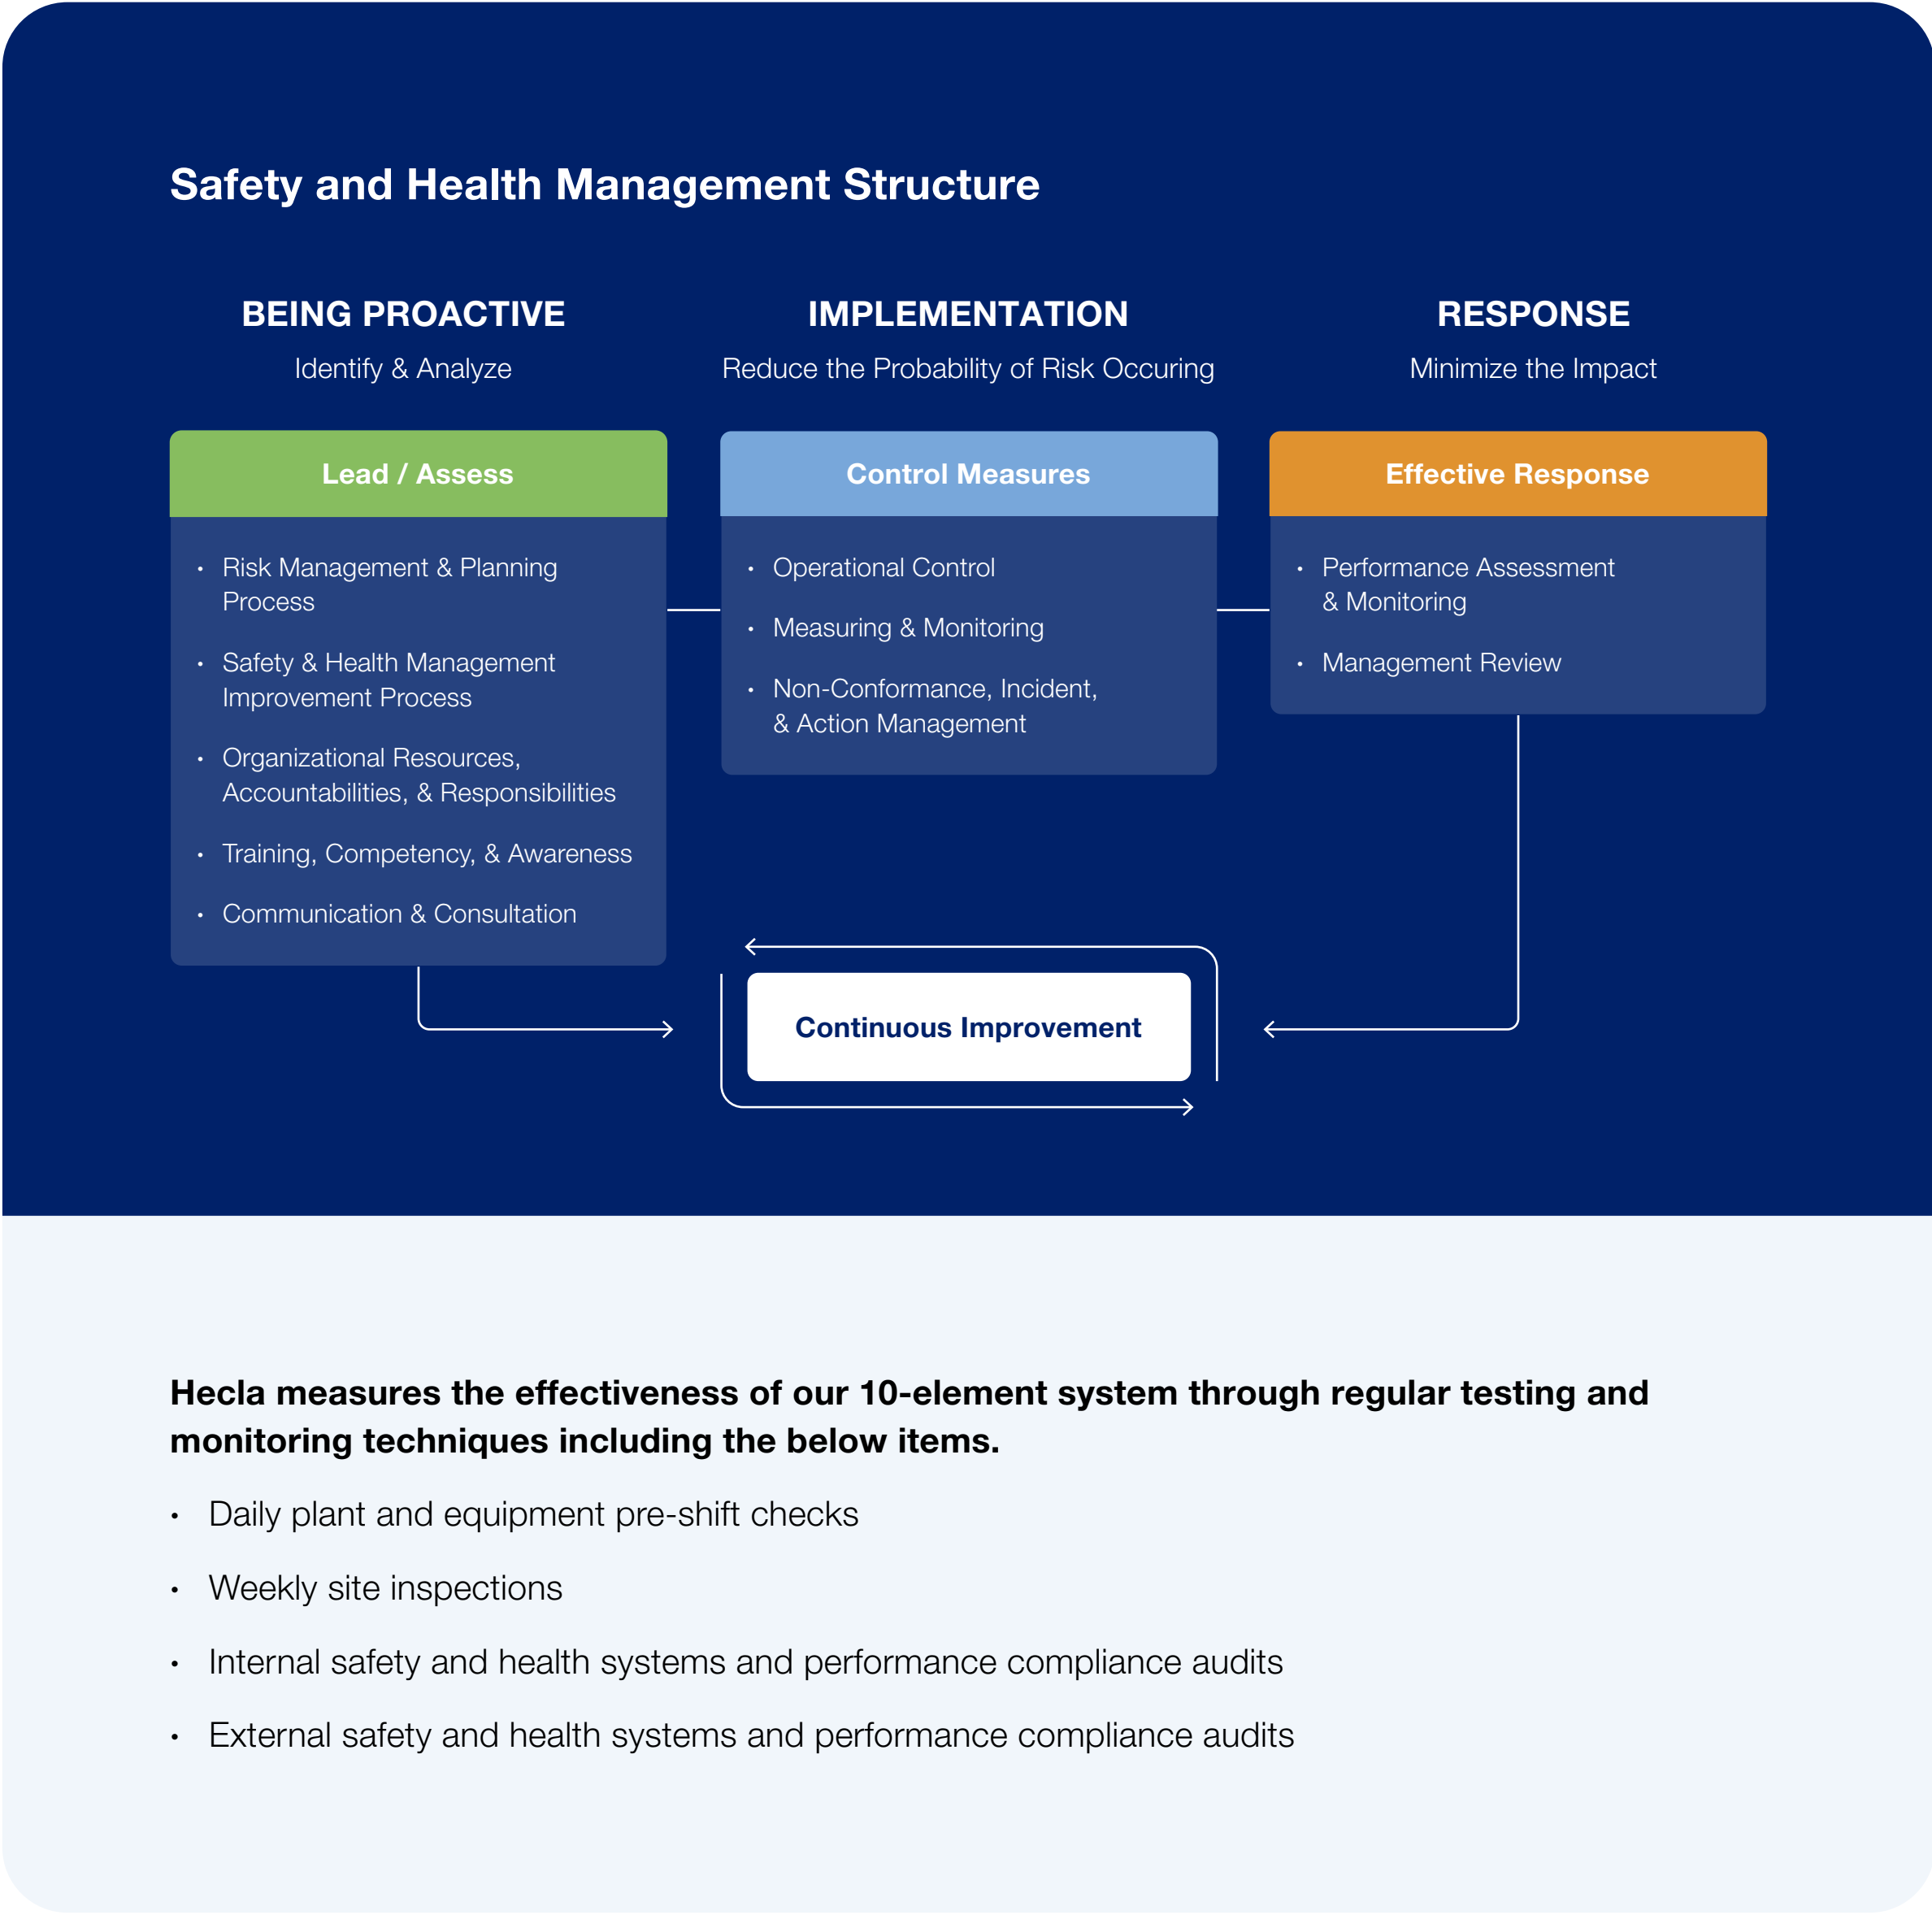 Safety and Health Management Structure
BEING PROACTIVE
Identify & Analyze
Lead / Assess
• Risk Management & Planning
Process
• Safety & Health Management
Improvement Process
• Organizational Resources,
Accountabilities, & Responsibilities
• Training, Competency, & Awareness
• Communication & Consultation
IMPLEMENTATION
Reduce the Probability of Risk Occuring
Control Measures
• Operational Control
• Measuring & Monitoring
• Non-Conformance, Incident,
& Action Management
RESPONSE
Minimize the Impact
Effective Response
• Performance Assessment
& Monitoring
• Management Review
Continuous Improvement
Hecla measures the effectiveness of our 10-element system through regular testing and
monitoring techniques including the below items.
• Daily plant and equipment pre-shift checks
• Weekly site inspections
• Internal safety and health systems and performance compliance audits
• External safety and health systems and performance compliance audits